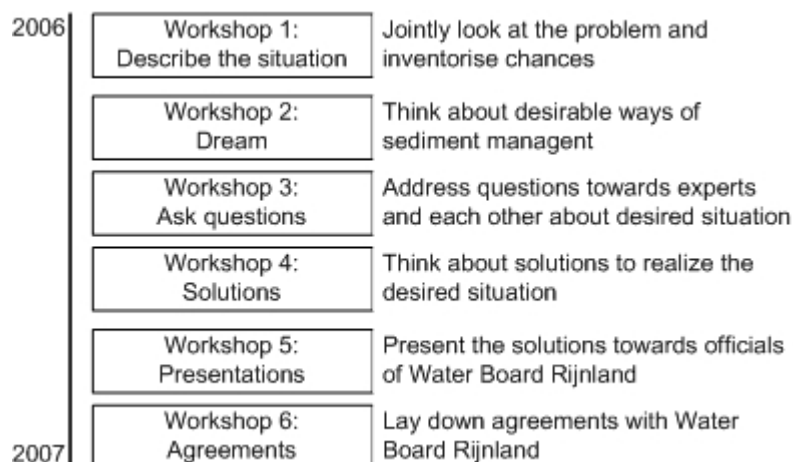 2006
Workshop 1:
Describe the situation
Jointly look at the problem and
inventorise chances
Workshop 2:
Dream
Think about desirable ways of
sediment managent
Workshop 3:
Ask questions
Address questions towards experts
and each other about desired situation
Workshop 4:
Solutions
Think about solutions to realize the
desired situation
Workshop 5:
Presentations
Present the solutions towards officials
of Water Board Rijnland
Workshop 6:
Agreements
Lay down agreements with Water
Board Rijnland
2007